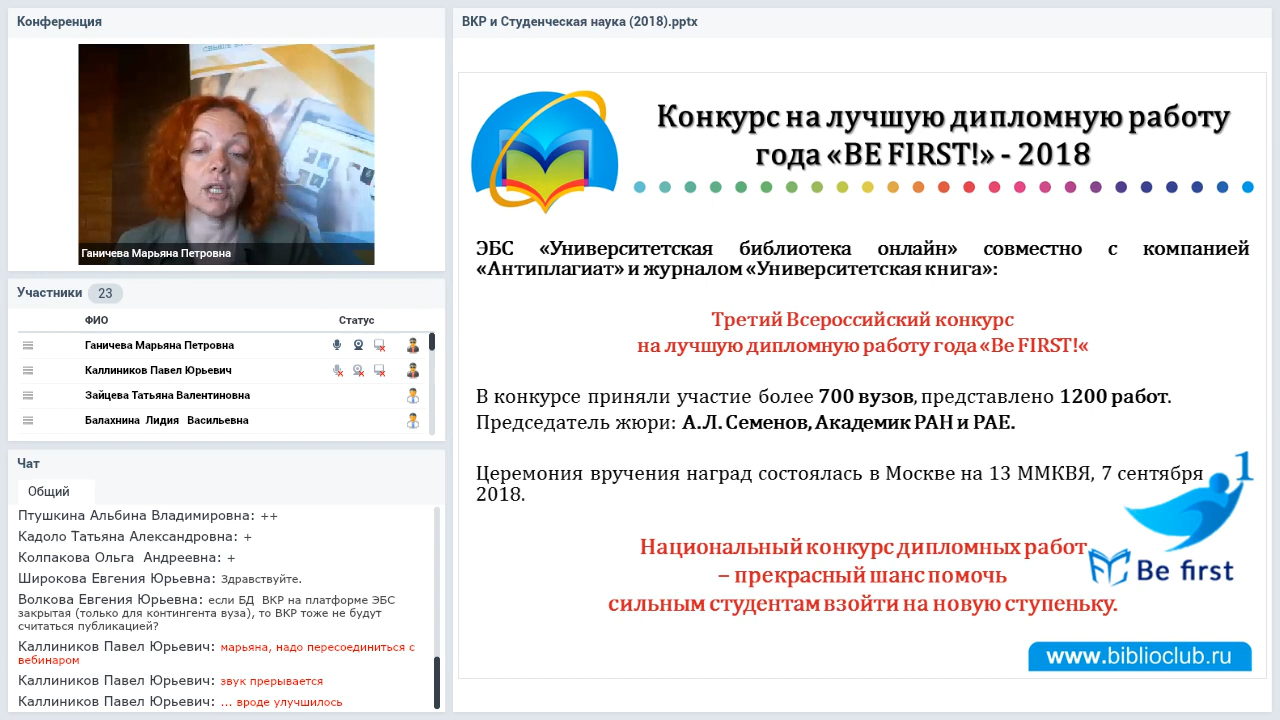 Конференция
Ганичева Марьяна Петровна
Участники 23
ФИО Статус
Ганичева Марьяна Петровна
Каллиников Павел Юрьевич
Зайцева Татьяна Валентиновна
Балахнина Лидия Васильевна
Чат
Общий
Птушкина Альбина Владимировна: ++
Кадоло Татьяна Александровна: +
Колпакова Ольга Андреевна: +
Широкова Евгения Юрьевна: Здравствуйте.
Волкова Евгения Юрьевна: если БД ВКР на платформе ЭБС
закрытая (только для контингента вуза), то ВКР тоже не будут
считаться публикацией?
Каллиников Павел Юрьевич: марьяна, надо пересоединиться с
вебинаром
Каллиников Павел Юрьевич: звук прерывается
Каллиников Павел Юрьевич: ... вроде улучшилось
ВКР и Студенческая наука (2018).pptx
Конкурс на лучшую дипломную работу
года «BE FIRST!» - 2018
ЭБС «Университетская библиотека онлайн» совместно с компанией
«Антиплагиат» и журналом «Университетская книга»:
Третий Всероссийский конкурс
на лучшую дипломную работу года «Be FIRST!«
В конкурсе приняли участие более 700 вузов, представлено 1200 работ.
Председатель жюри: А.Л. Семенов, Академик РАН и РАЕ.
Церемония вручения наград состоялась в Москве на 13 ММКВЯ, 7 сентября
2018.
Национальный конкурс дипломных работ
– прекрасный шанс помочь
сильным студентам взойти на новую ступеньку.
1
Be first
www.biblioclub.ru